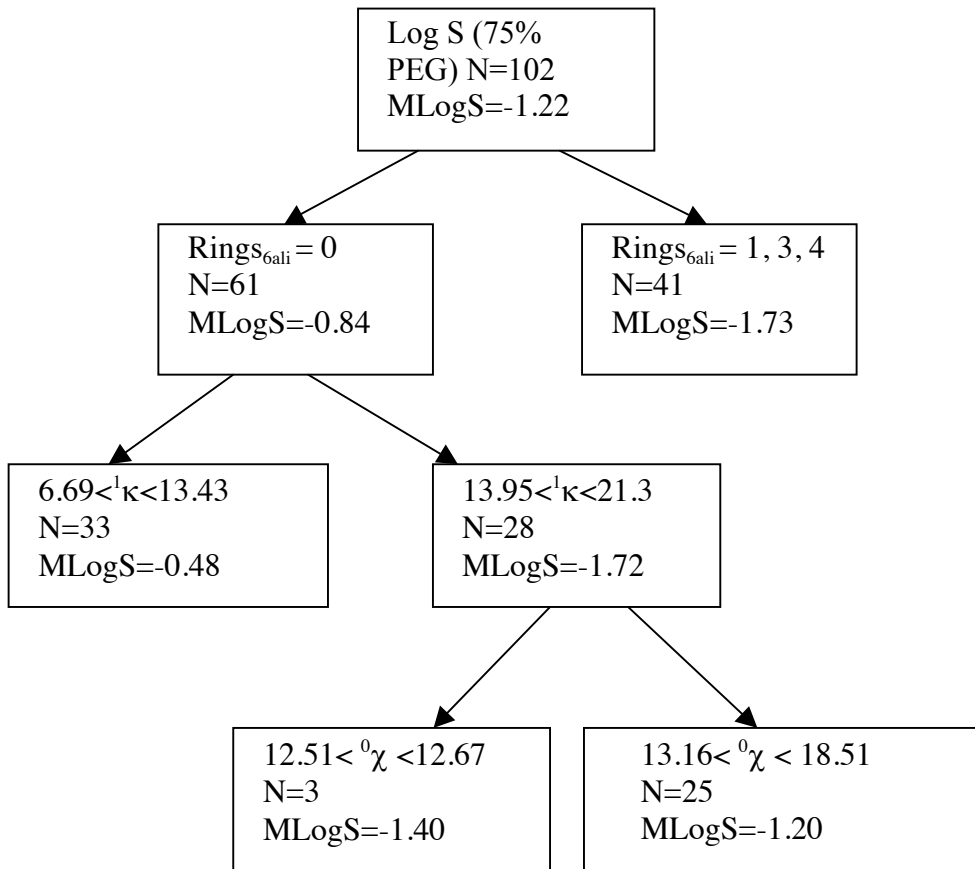 Log S (75%
PEG) N=102
MLogS=-1.22
Rings6ali = 0
N=61
MLogS=-0.84
Rings6ali = 1, 3, 4
N=41
MLogS=-1.73
6.69<¹κ<13.43
N=33
MLogS=-0.48
13.95<¹κ<21.3
N=28
MLogS=-1.72
12.51< ⁰χ <12.67
N=3
MLogS=-1.40
13.16< ⁰χ < 18.51
N=25
MLogS=-1.20